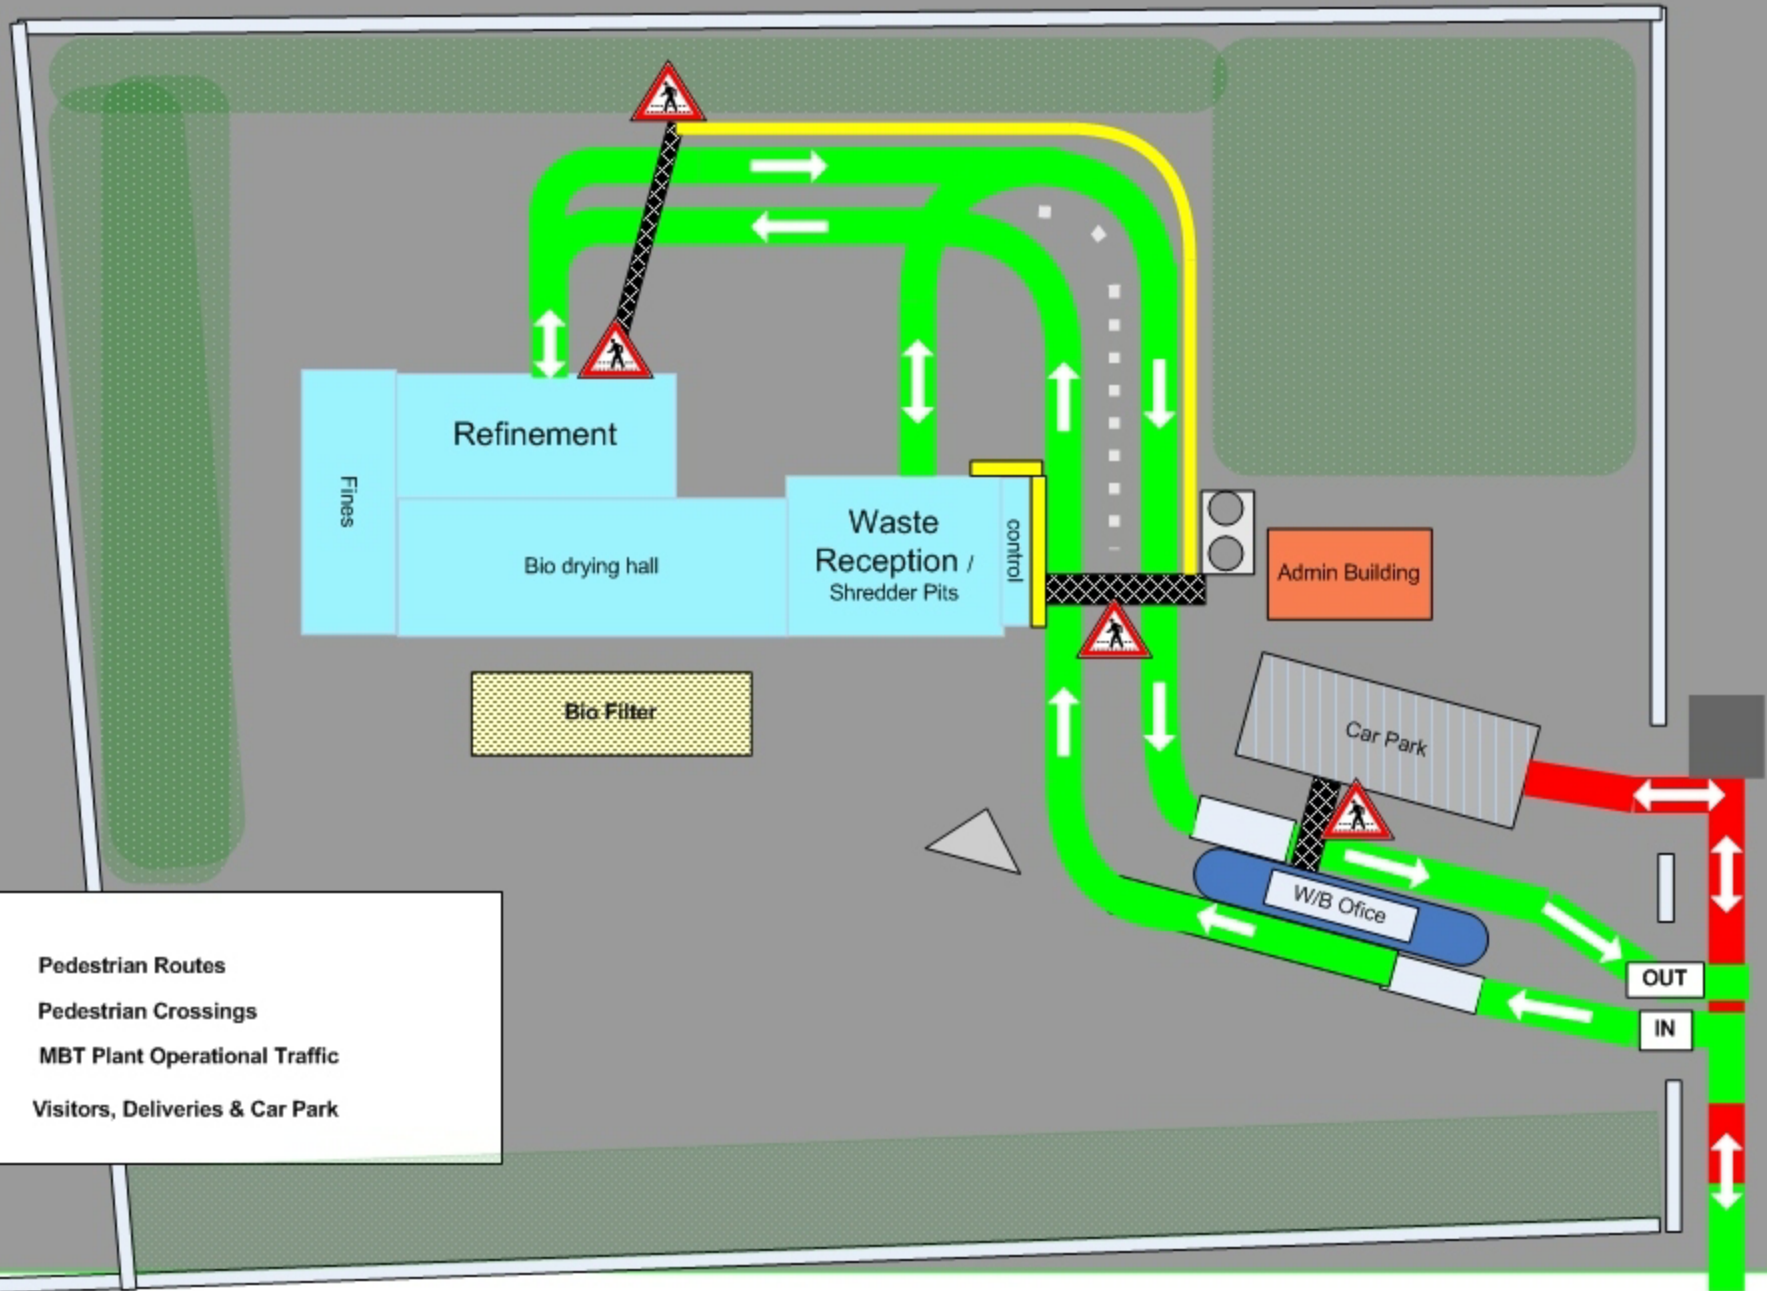 Refinement
Fines
Waste
Reception /
Shredder Pits
control
Bio drying hall
Admin Building
Bio Filter
Car Park
W/B Ofice
OUT
IN
Pedestrian Routes
Pedestrian Crossings
MBT Plant Operational Traffic
Visitors, Deliveries & Car Park